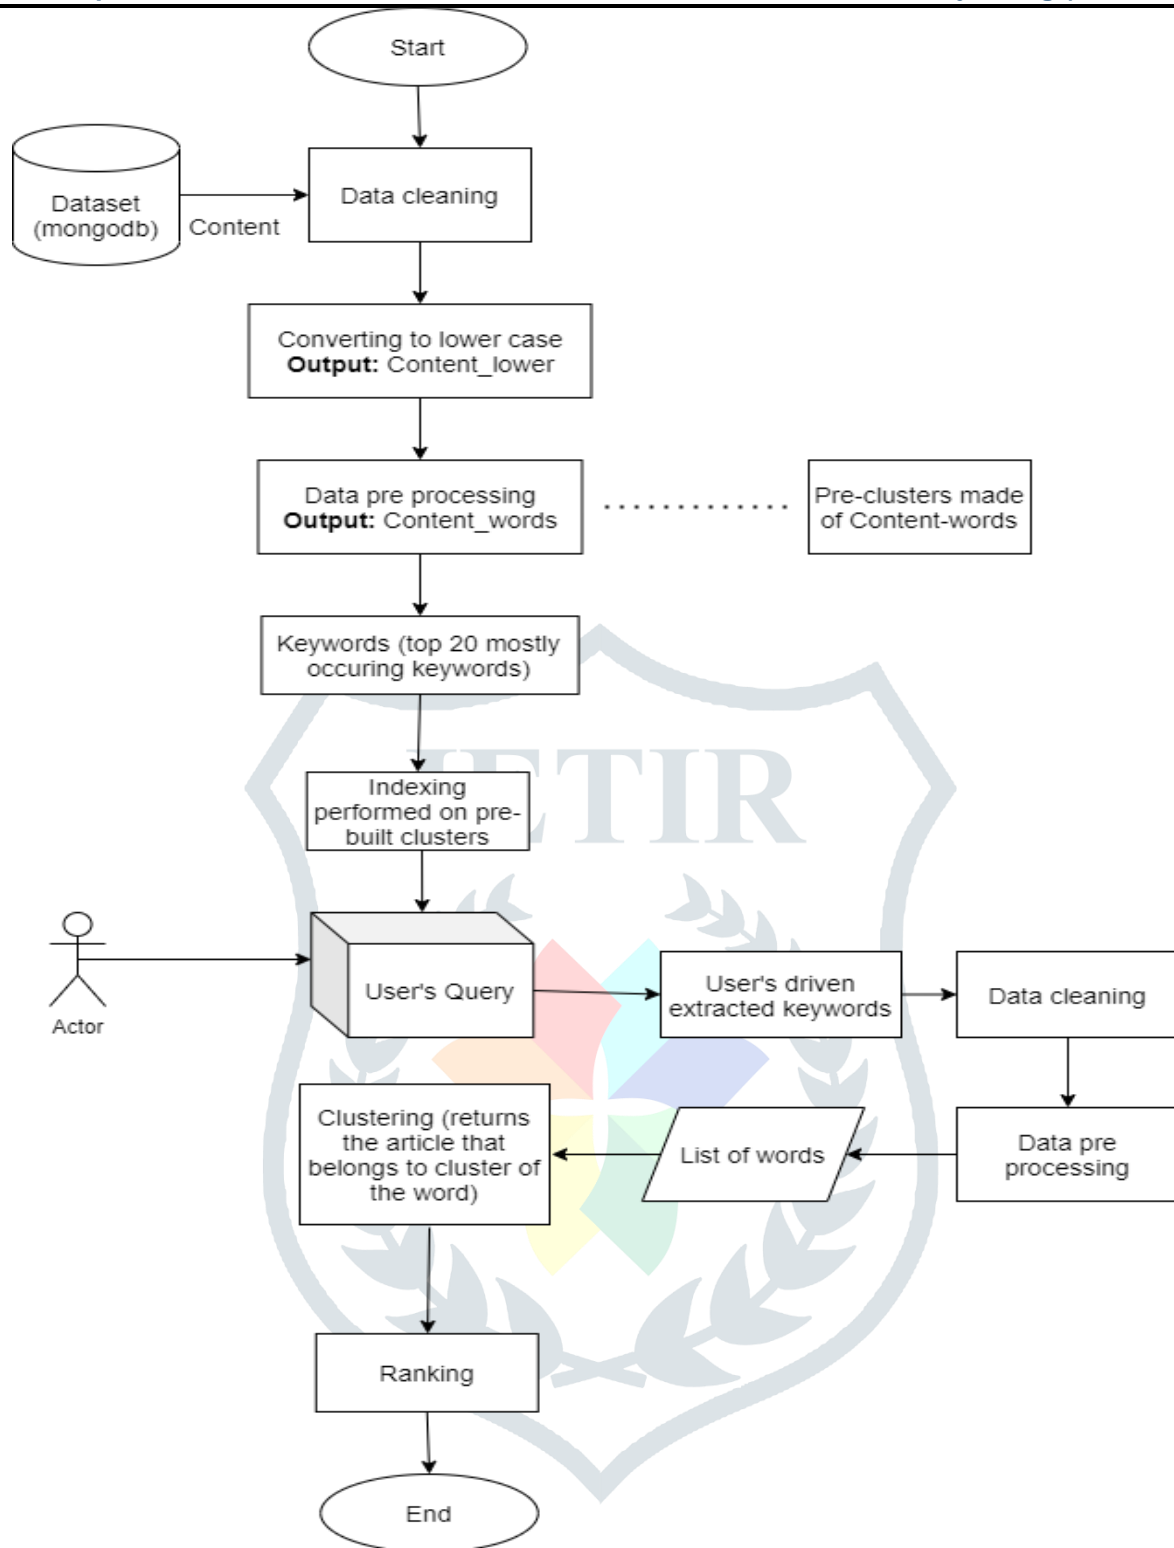 Start
Dataset
(mongodb)
Content
Data cleaning
Converting to lower case
Output: Content_lower
Data pre processing
Output: Content_words
Pre-clusters made
of Content-words
Keywords (top 20 mostly
occuring keywords)
JETIR
Indexing
performed on pre-
built clusters
Actor
User's Query
User's driven
extracted keywords
Data cleaning
Data pre
processing
List of words
Clustering (returns
the article that
belongs to cluster of
the word)
Ranking
End